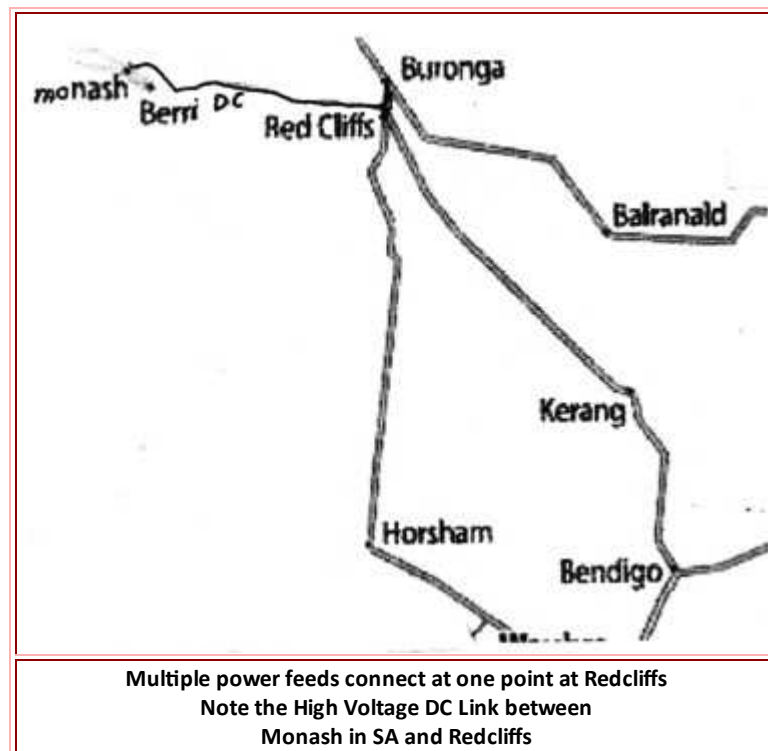 Buronga
monash
Berri DC
Red Cliffs
Balranald
Kerang
Horsham
Bendigo
Multiple power feeds connect at one point at Redcliffs
Note the High Voltage DC Link between
Monash in SA and Redcliffs